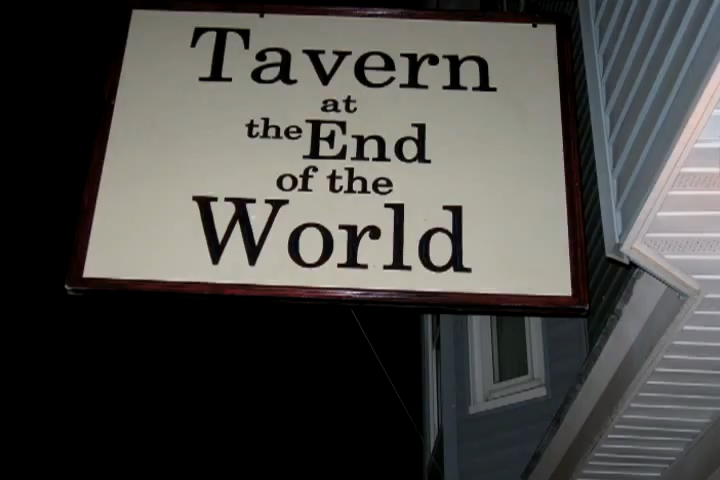 Tavern
at
the End
of the
World